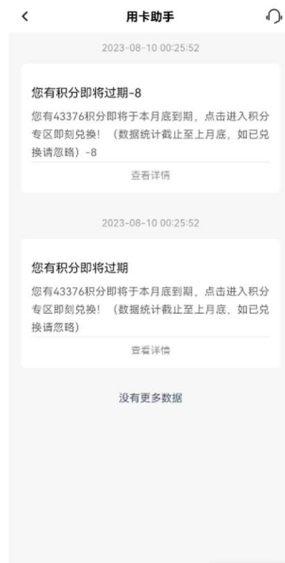 用卡助手
2023-08-10 00:25:52
您有积分即将过期-8
您有43376积分即将于本月底到期，点击进入积分
专区即刻兑换！（数据统计截止至上月底，如已兑
换请忽略）-8
查看详情
2023-08-10 00:25:52
您有积分即将过期
您有43376积分即将于本月底到期，点击进入积分
专区即刻兑换！（数据统计截止至上月底，如已兑
换请忽略）
查看详情
没有更多数据